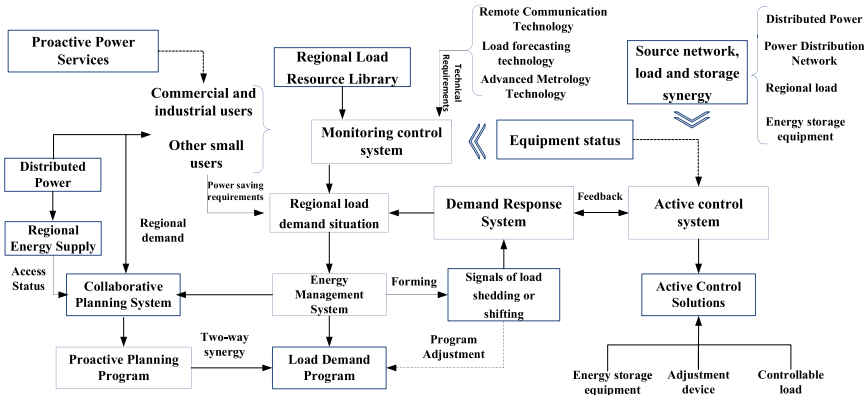 Proactive Power
Services
Commercial and
industrial users
Other small
users
Power saving
requirements
Distributed
Power
Regional
Energy Supply
Access
Status
Regional
demand
Regional Load
Resource Library
Technical
Requirements
Remote Communication
Technology
Load forecasting
technology
Advanced Metrology
Technology
Monitoring control
system
Equipment status
Source network,
load and storage
synergy
Distributed Power
Power Distribution
Network
Regional load
Energy storage
equipment
Regional load
demand situation
Demand Response
System
Feedback
Active control
system
Collaborative
Planning System
Energy
Management
System
Forming
Signals of load
shedding or
shifting
Active Control
Solutions
Proactive Planning
Program
Two-way
synergy
Load Demand
Program
Program
Adjustment
Energy storage
equipment
Adjustment
device
Controllable
load